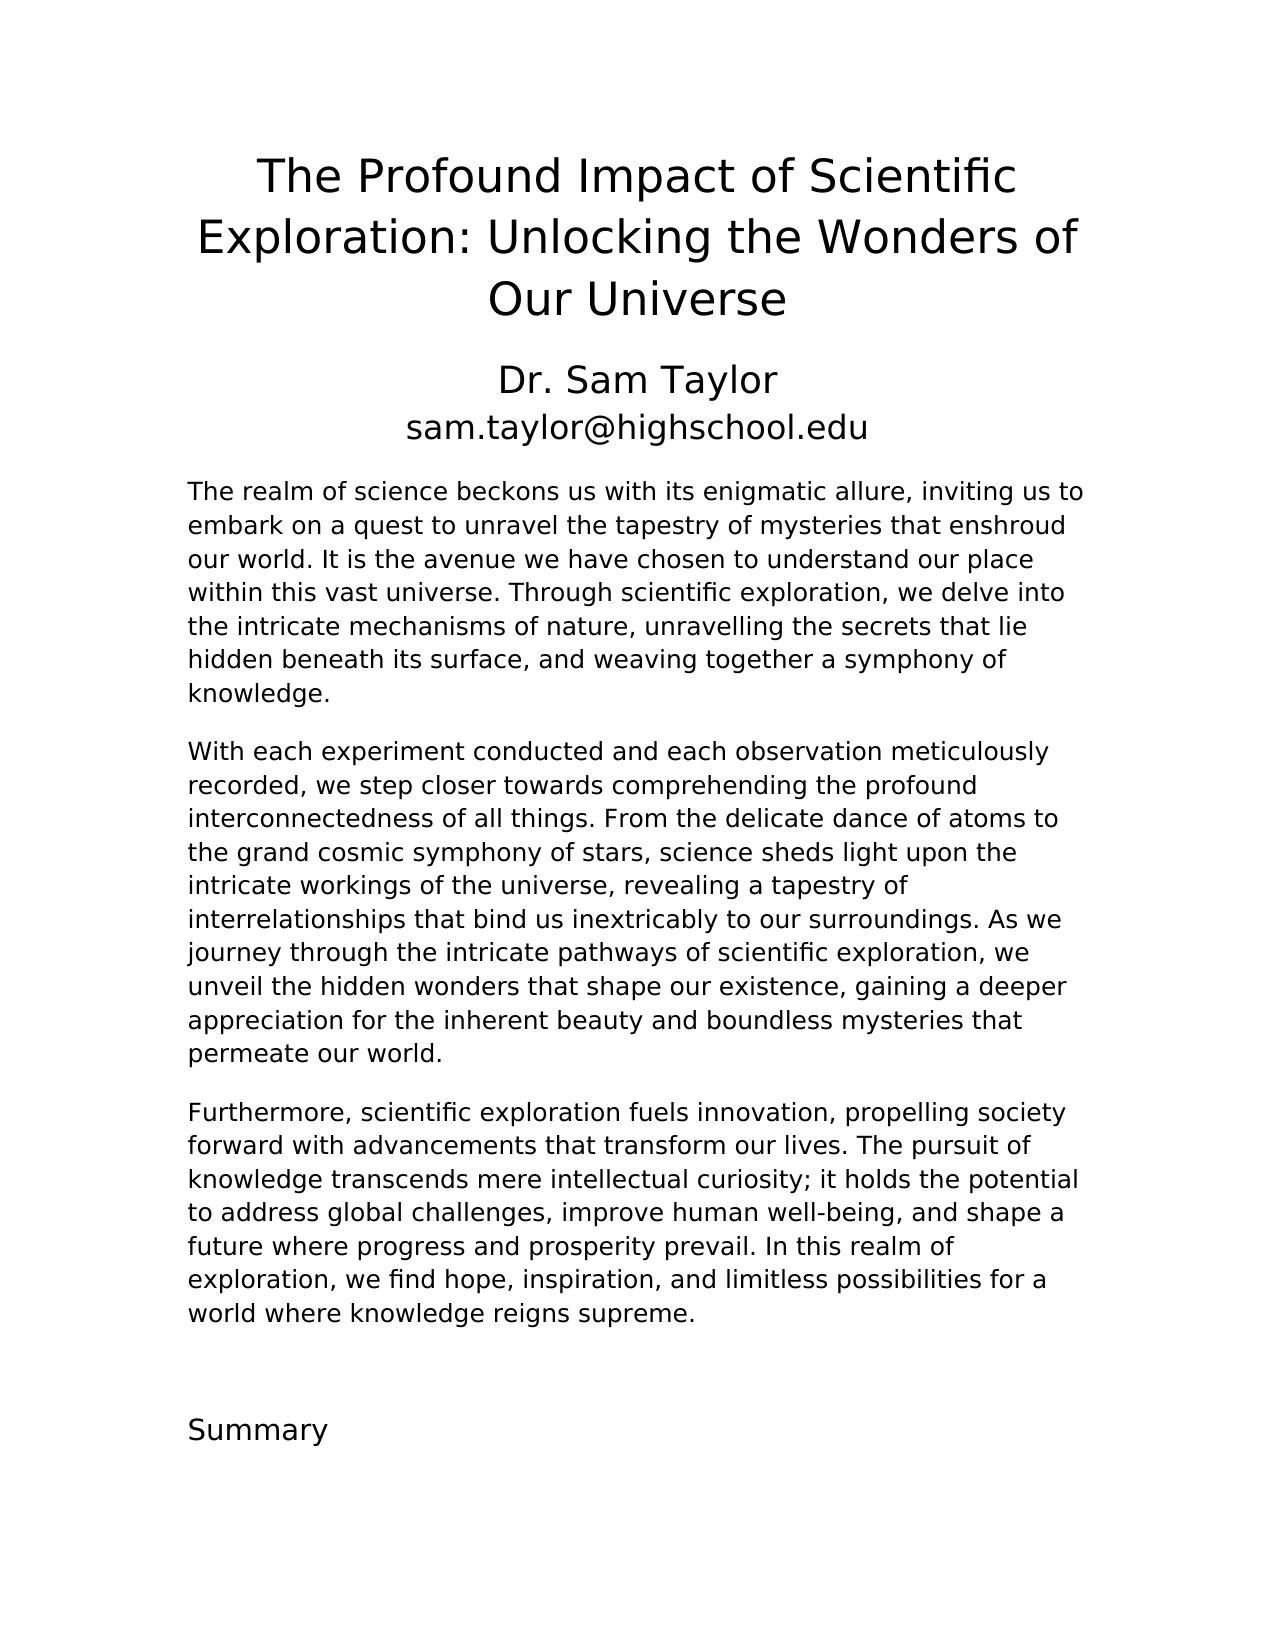 The Profound Impact of Scientific
Exploration: Unlocking the Wonders of
Our Universe
Dr. Sam Taylor
sam.taylor@highschool.edu
The realm of science beckons us with its enigmatic allure, inviting us to
embark on a quest to unravel the tapestry of mysteries that enshroud
our world. It is the avenue we have chosen to understand our place
within this vast universe. Through scientific exploration, we delve into
the intricate mechanisms of nature, unravelling the secrets that lie
hidden beneath its surface, and weaving together a symphony of
knowledge.
With each experiment conducted and each observation meticulously
recorded, we step closer towards comprehending the profound
interconnectedness of all things. From the delicate dance of atoms to
the grand cosmic symphony of stars, science sheds light upon the
intricate workings of the universe, revealing a tapestry of
interrelationships that bind us inextricably to our surroundings. As we
journey through the intricate pathways of scientific exploration, we
unveil the hidden wonders that shape our existence, gaining a deeper
appreciation for the inherent beauty and boundless mysteries that
permeate our world.
Furthermore, scientific exploration fuels innovation, propelling society
forward with advancements that transform our lives. The pursuit of
knowledge transcends mere intellectual curiosity; it holds the potential
to address global challenges, improve human well-being, and shape a
future where progress and prosperity prevail. In this realm of
exploration, we find hope, inspiration, and limitless possibilities for a
world where knowledge reigns supreme.
Summary